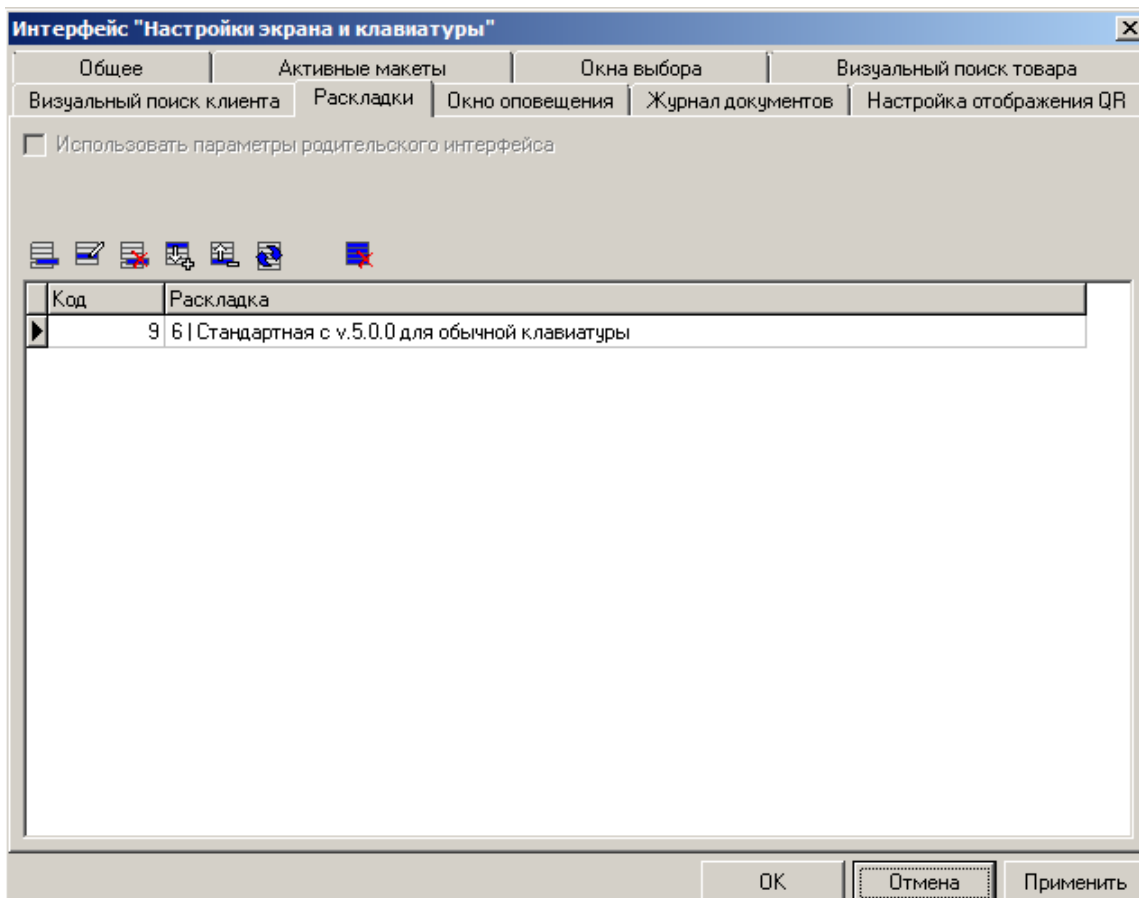 Интерфейс "Настройки экрана и клавиатуры"
Общее Активные макеты Окна выбора Визуальный поиск товара
Визуальный поиск клиента Раскладки Окно оповещения Журнал документов Настройка отображения QR
Использовать параметры родительского интерфейса
Код Раскладка
9 6 | Стандартная с v.5.0.0 для обычной клавиатуры
OK Отмена Применить